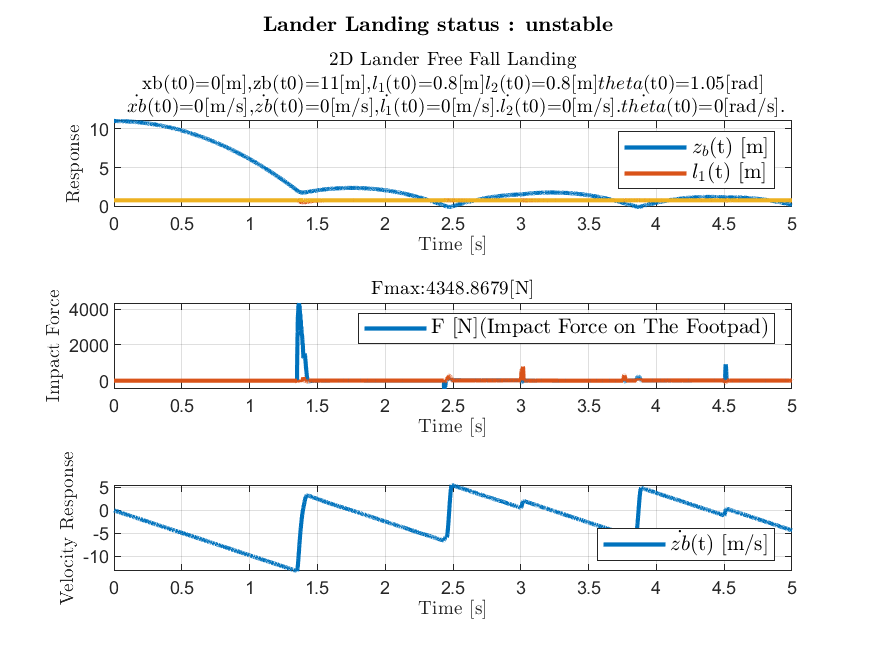 Lander Landing status : unstable
2D Lander Free Fall Landing
xb(t0)=0[m],zb(t0)=11[m],l₁(t0)=0.8[m]l₂(t0)=0.8[m]theta(t0)=1.05[rad]
ẋb(t0)=0[m/s],żb(t0)=0[m/s],l̇₁(t0)=0[m/s].l̇₂(t0)=0[m/s].thėta(t0)=0[rad/s].
Response
10
5
0
z_b(t) [m]
l₁(t) [m]
0 0.5 1 1.5 2 2.5 3 3.5 4 4.5 5
Time [s]
Fmax:4348.8679[N]
Impact Force
4000
2000
0
F [N](Impact Force on The Footpad)
0 0.5 1 1.5 2 2.5 3 3.5 4 4.5 5
Time [s]
Velocity Response
5
0
-5
-10
żb(t) [m/s]
0 0.5 1 1.5 2 2.5 3 3.5 4 4.5 5
Time [s]